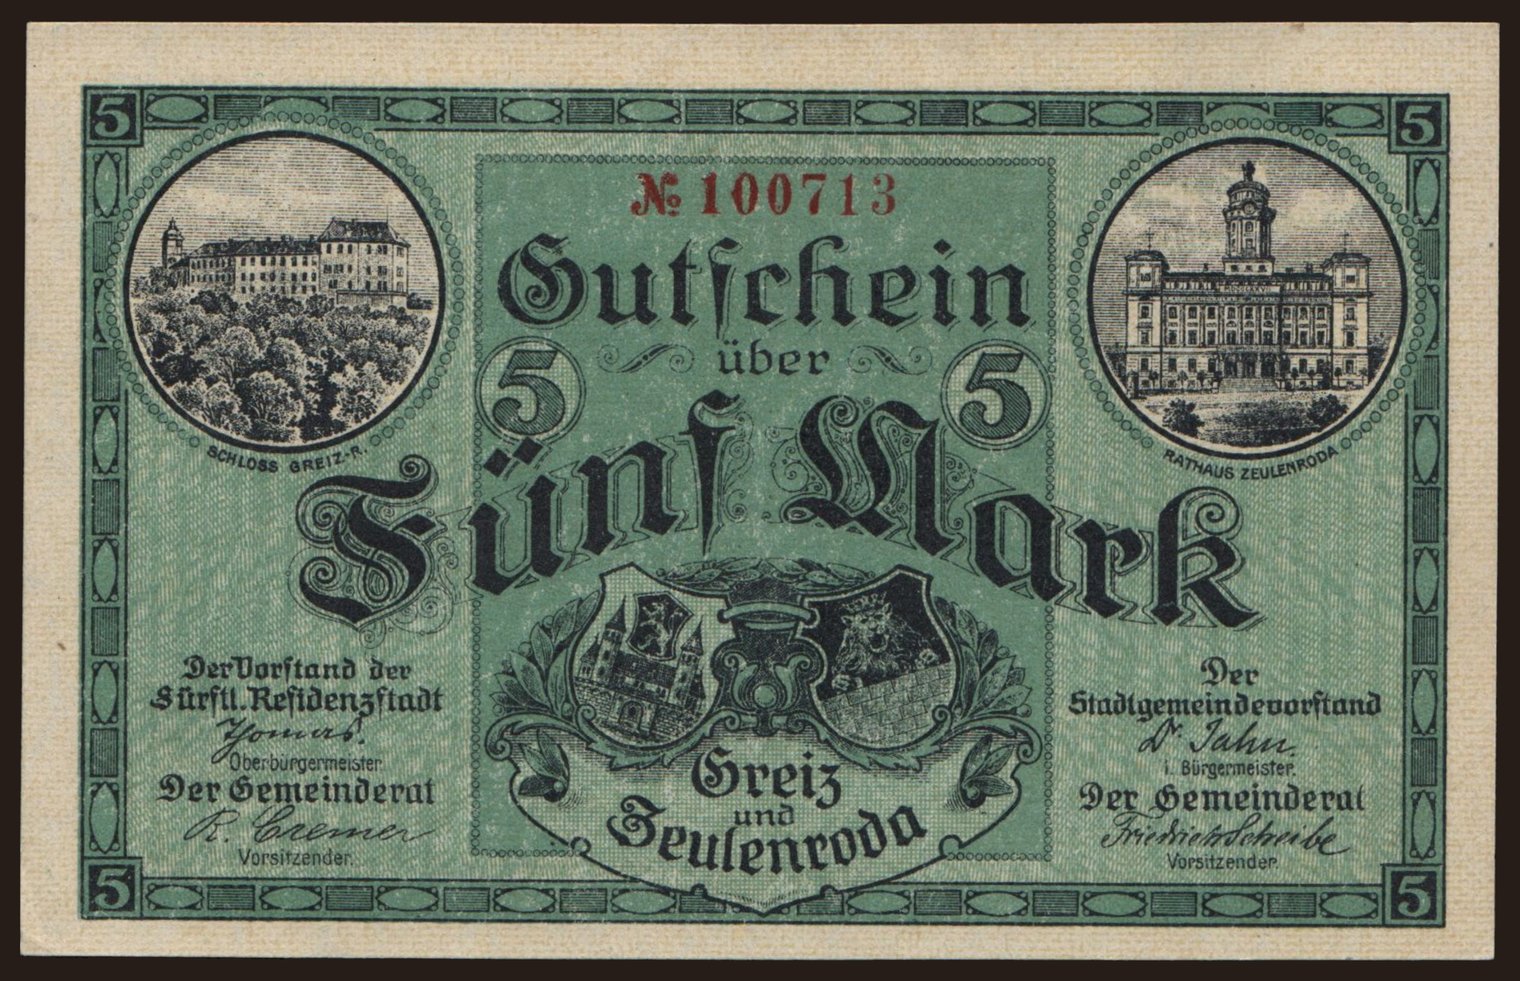 5
5
№ 100713
Gutschein
über
5
5
Fünf Mark
SCHLOSS GREIZ-R.
RATHAUS ZEULENRODA
Der Vorstand der
Fürstl. Residenzstadt
Thomas.
Oberbürgermeister
Der Gemeinderat
R. Cremer
Vorsitzender.
Greiz
und
Zeulenroda
Der
Stadtgemeindevorstand
Dr. Jahn.
i. Bürgermeister.
Der Gemeinderat
Friedrich Scheibe
Vorsitzender.
5
5